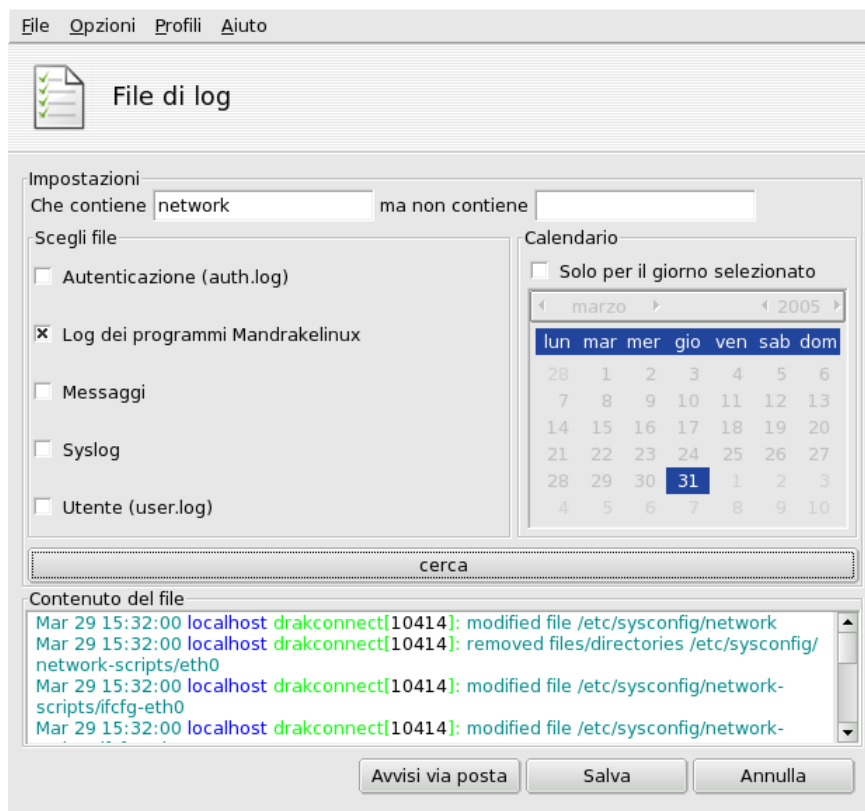 File Opzioni Profili Aiuto
File di log
Impostazioni
Che contiene network ma non contiene
Scegli file
Autenticazione (auth.log)
Log dei programmi Mandrakelinux
Messaggi
Syslog
Utente (user.log)
Calendario
Solo per il giorno selezionato
marzo 2005
lun mar mer gio ven sab dom
28 1 2 3 4 5 6
7 8 9 10 11 12 13
14 15 16 17 18 19 20
21 22 23 24 25 26 27
28 29 30 31 1 2 3
4 5 6 7 8 9 10
cerca
Contenuto del file
Mar 29 15:32:00 localhost drakconnect[10414]: modified file /etc/sysconfig/network
Mar 29 15:32:00 localhost drakconnect[10414]: removed files/directories /etc/sysconfig/
network-scripts/eth0
Mar 29 15:32:00 localhost drakconnect[10414]: modified file /etc/sysconfig/network-
scripts/ifcfg-eth0
Mar 29 15:32:00 localhost drakconnect[10414]: modified file /etc/sysconfig/network-
Avvisi via posta Salva Annulla